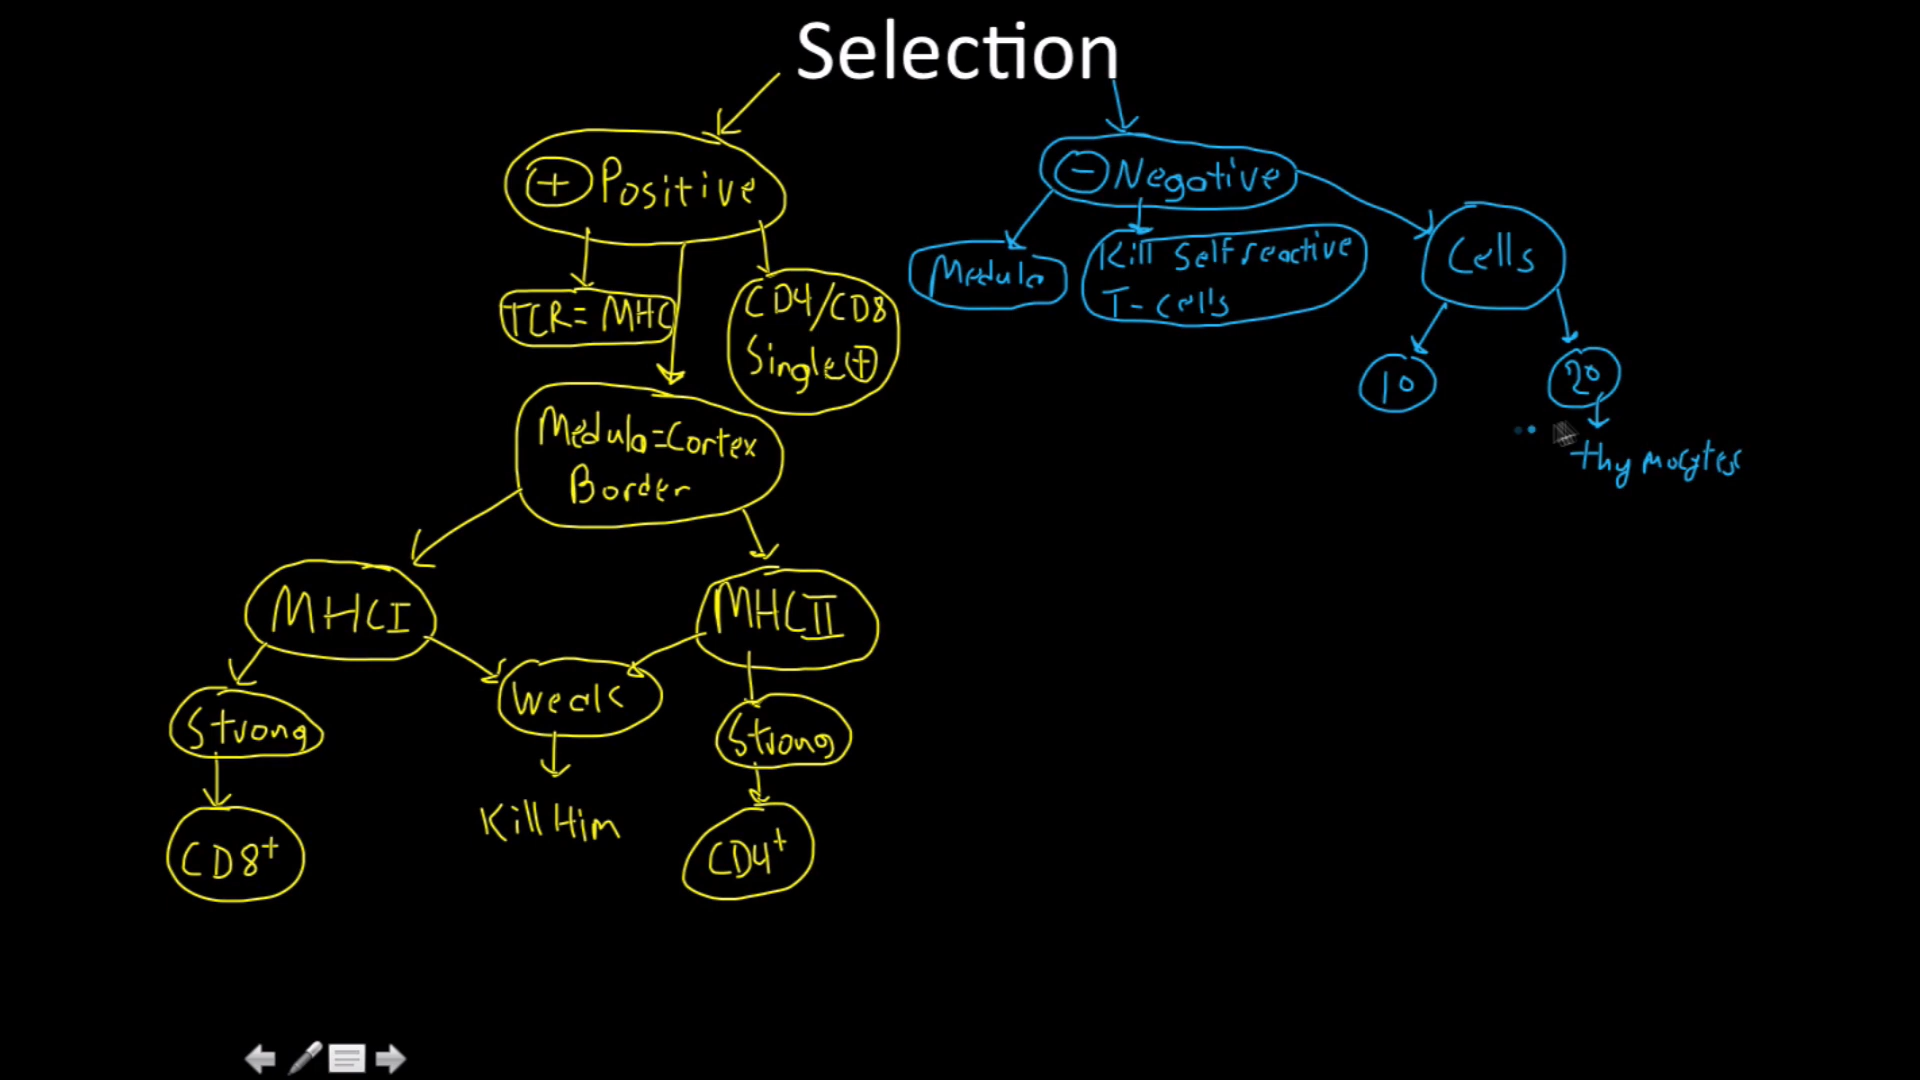 Selection
+ Positive
TCR = MHC
CD4/CD8
Single +
Medula = Cortex
Border
MHC I
MHC II
Strong
Weak
Strong
CD8+
Kill Him
CD4+
- Negative
Medula
Kill Self reactive
T-cells
Cells
1°
2°
thymocytes